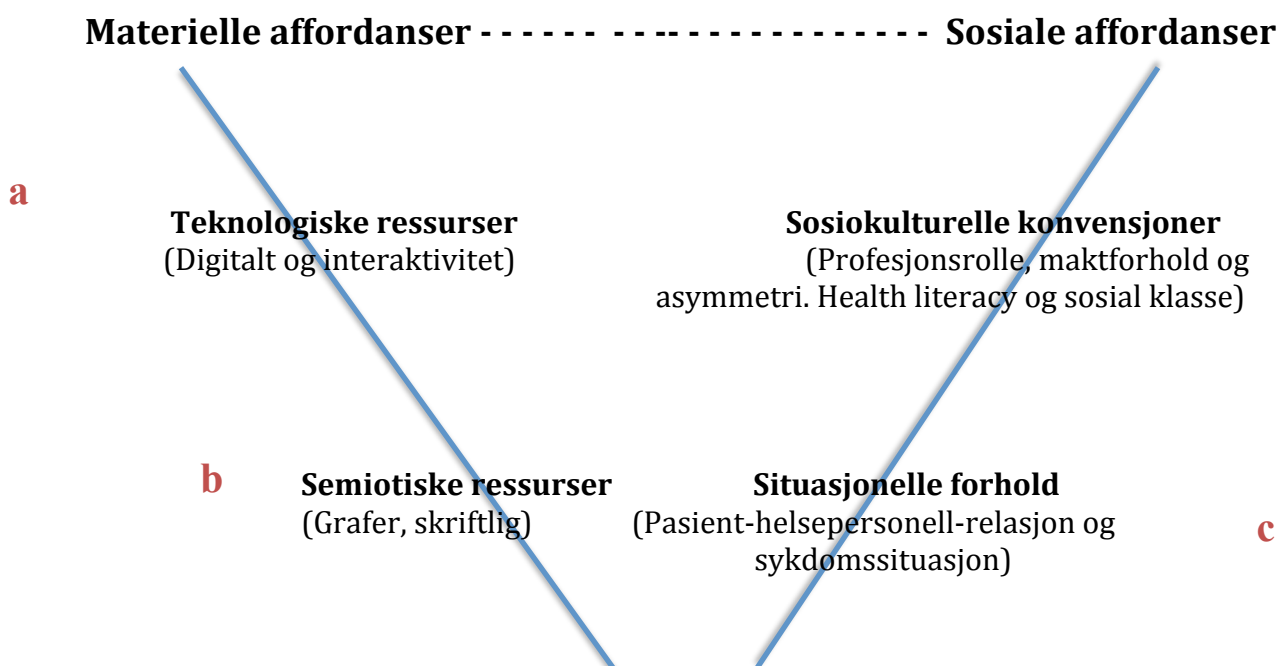 Materielle affordanser - - - - - - - - -- - - - - - - - - - - - - - Sosiale affordanser
a
Teknologiske ressurser
(Digitalt og interaktivitet)
Sosiokulturelle konvensjoner
(Profesjonsrolle, maktforhold og
asymmetri. Health literacy og sosial klasse)
b
Semiotiske ressurser
(Grafer, skriftlig)
Situasjonelle forhold
(Pasient-helsepersonell-relasjon og
sykdomssituasjon)
c